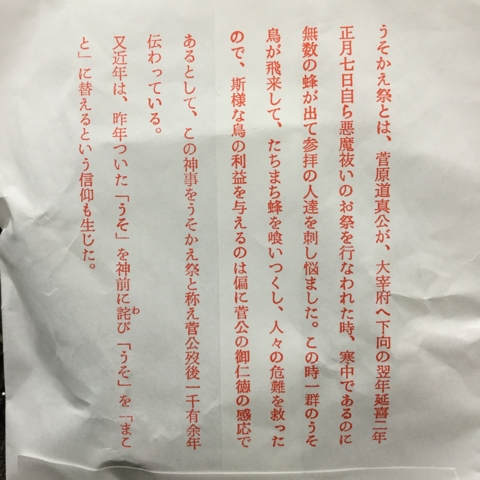 うそかえ祭とは、菅原道真公が、大宰府へ下向の翌年延喜二年
正月七日自ら悪魔祓いのお祭を行なわれた時、寒中であるのに
無数の蜂が出て参拝の人達を刺し悩ました。この時一群のうそ
鳥が飛来して、たちまち蜂を喰いつくし、人々の危難を救った
ので、斯様な鳥の利益を与えるのは偏に菅公の御仁徳の感応で
あるとして、この神事をうそかえ祭と称え菅公歿後一千有余年
伝わっている。
又近年は、昨年ついた「うそ」を神前に詫わび「うそ」を「まこ
と」に替えるという信仰も生じた。